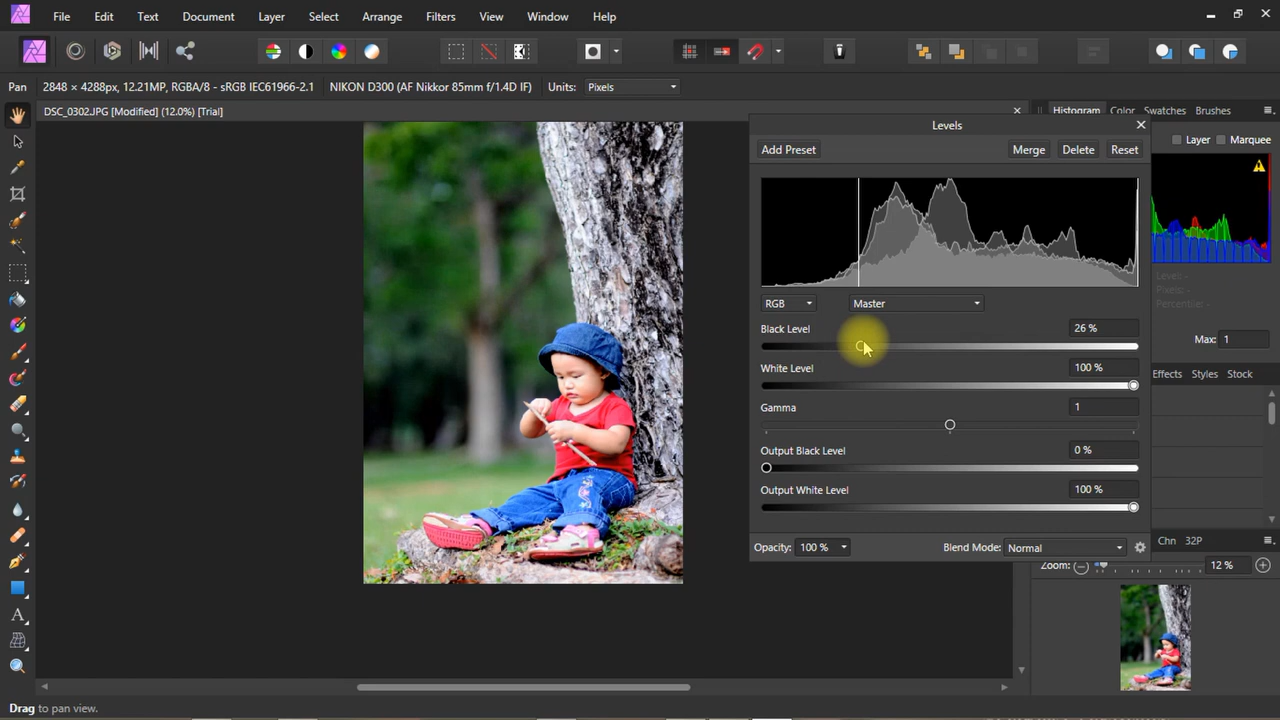 File Edit Text Document Layer Select Arrange Filters View Window Help
Pan 2848 × 4288px, 12.21MP, RGBA/8 - sRGB IEC61966-2.1 NIKON D300 (AF Nikkor 85mm f/1.4D IF) Units: Pixels
DSC_0302.JPG [Modified] (12.0%) [Trial]
Histogram Color Swatches Brushes
Levels
Layer Marquee
Add Preset Merge Delete Reset
Level: -
Pixels: -
Percentile: -
RGB Master
Black Level 26 %
Max: 1
White Level 100 %
Effects Styles Stock
Gamma 1
Output Black Level 0 %
Output White Level 100 %
Opacity: 100 % Blend Mode: Normal
Chn 32P
Zoom: 12 %
A
Drag to pan view.